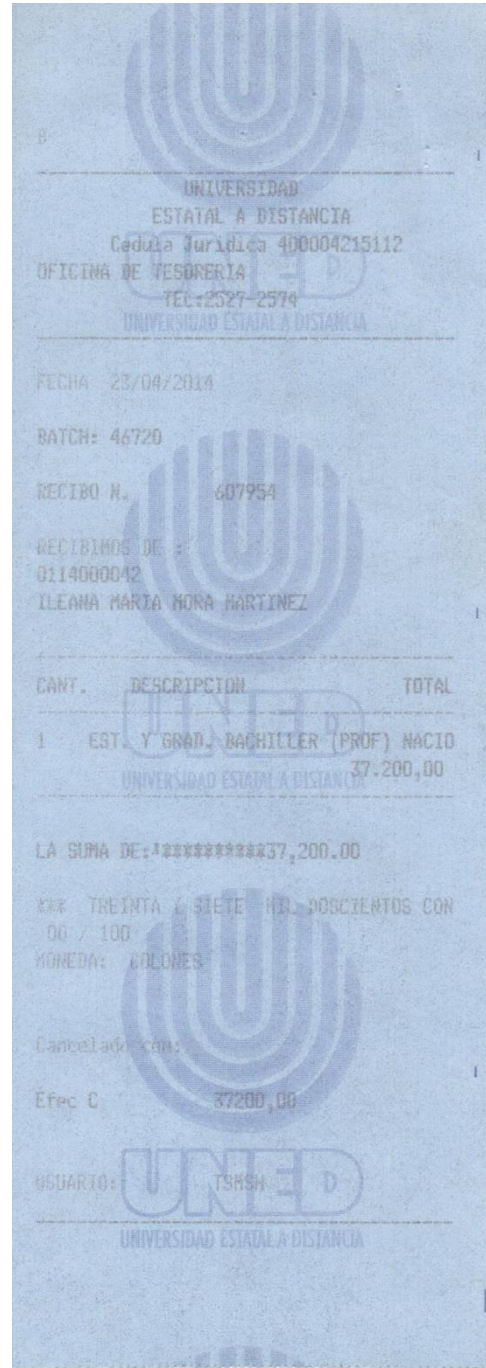 UNIVERSIDAD
ESTATAL A DISTANCIA
Cedula Juridica 400004215112
OFICINA DE TESORERIA
TEL:2527-2574
UNED
UNIVERSIDAD ESTATAL A DISTANCIA
FECHA 23/04/2014
BATCH: 46720
RECIBO N. 607954
RECIBIMOS DE :
0114000042
ILEANA MARIA MORA MARTINEZ
CANT. DESCRIPCION TOTAL
1 EST. Y GRAD. BACHILLER (PROF) NACIO
37.200,00
UNED
UNIVERSIDAD ESTATAL A DISTANCIA
LA SUMA DE:***********37,200.00
*** TREINTA Y SIETE MIL DOSCIENTOS CON
00 / 100
MONEDA: COLONES
Cancelado con:
Efec C 37200,00
USUARIO: TSMSH
UNED
UNIVERSIDAD ESTATAL A DISTANCIA